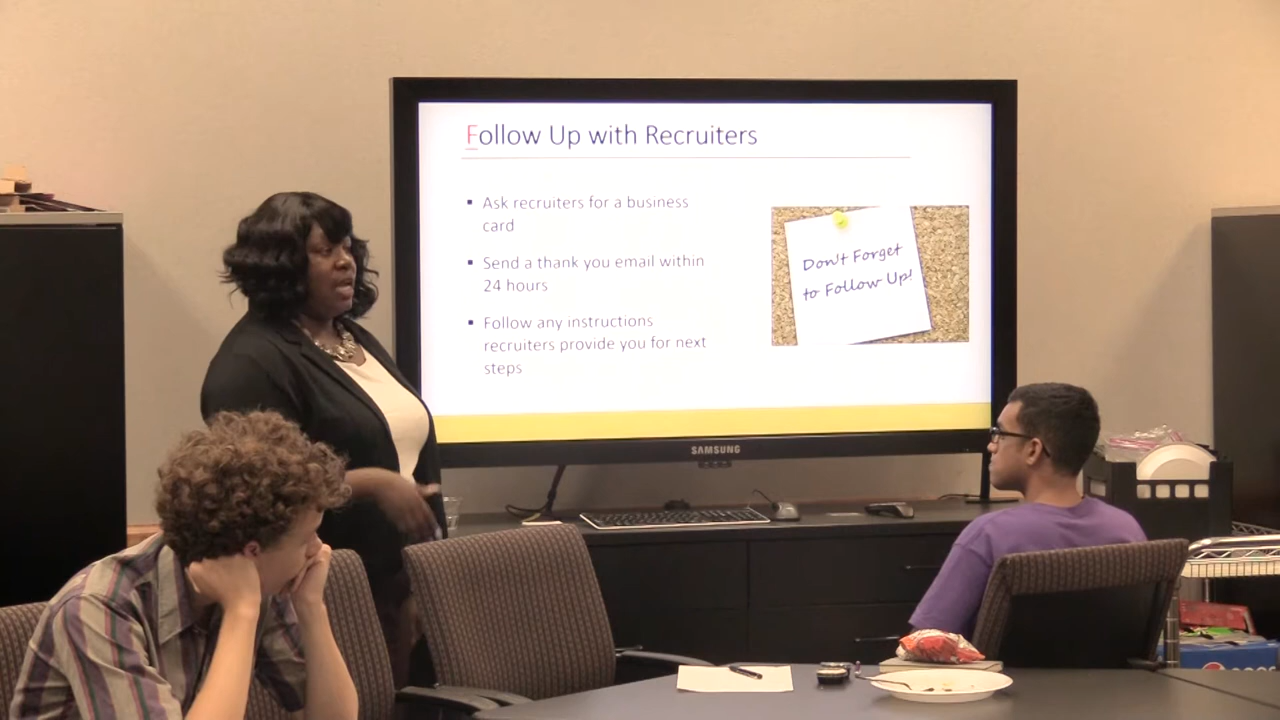 Follow Up with Recruiters
▪ Ask recruiters for a business
card
▪ Send a thank you email within
24 hours
▪ Follow any instructions
recruiters provide you for next
steps
Don't Forget
to Follow Up!
SAMSUNG